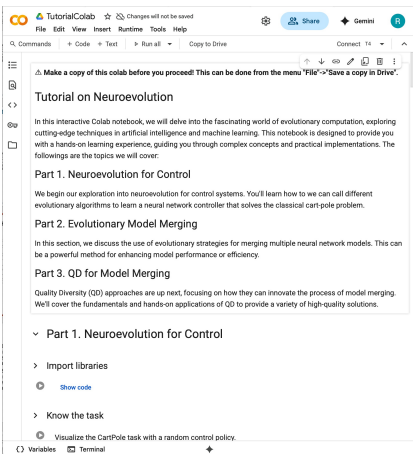 TutorialColab Changes will not be saved
File Edit View Insert Runtime Tools Help
Share Gemini R
Commands + Code + Text Run all Copy to Drive Connect T4
⚠ Make a copy of this colab before you proceed! This can be done from the menu "File"->"Save a copy in Drive".
Tutorial on Neuroevolution
In this interactive Colab notebook, we will delve into the fascinating world of evolutionary computation, exploring
cutting-edge techniques in artificial intelligence and machine learning. This notebook is designed to provide you
with a hands-on learning experience, guiding you through complex concepts and practical implementations. The
followings are the topics we will cover:
Part 1. Neuroevolution for Control
We begin our exploration into neuroevolution for control systems. You'll learn how to we can call different
evolutionary algorithms to learn a neural network controller that solves the classical cart-pole problem.
Part 2. Evolutionary Model Merging
In this section, we discuss the use of evolutionary strategies for merging multiple neural network models. This can
be a powerful method for enhancing model performance or efficiency.
Part 3. QD for Model Merging
Quality Diversity (QD) approaches are up next, focusing on how they can innovate the process of model merging.
We'll cover the fundamentals and hands-on applications of QD to provide a variety of high-quality solutions.
Part 1. Neuroevolution for Control
Import libraries
Show code
Know the task
Visualize the CartPole task with a random control policy.
Variables Terminal